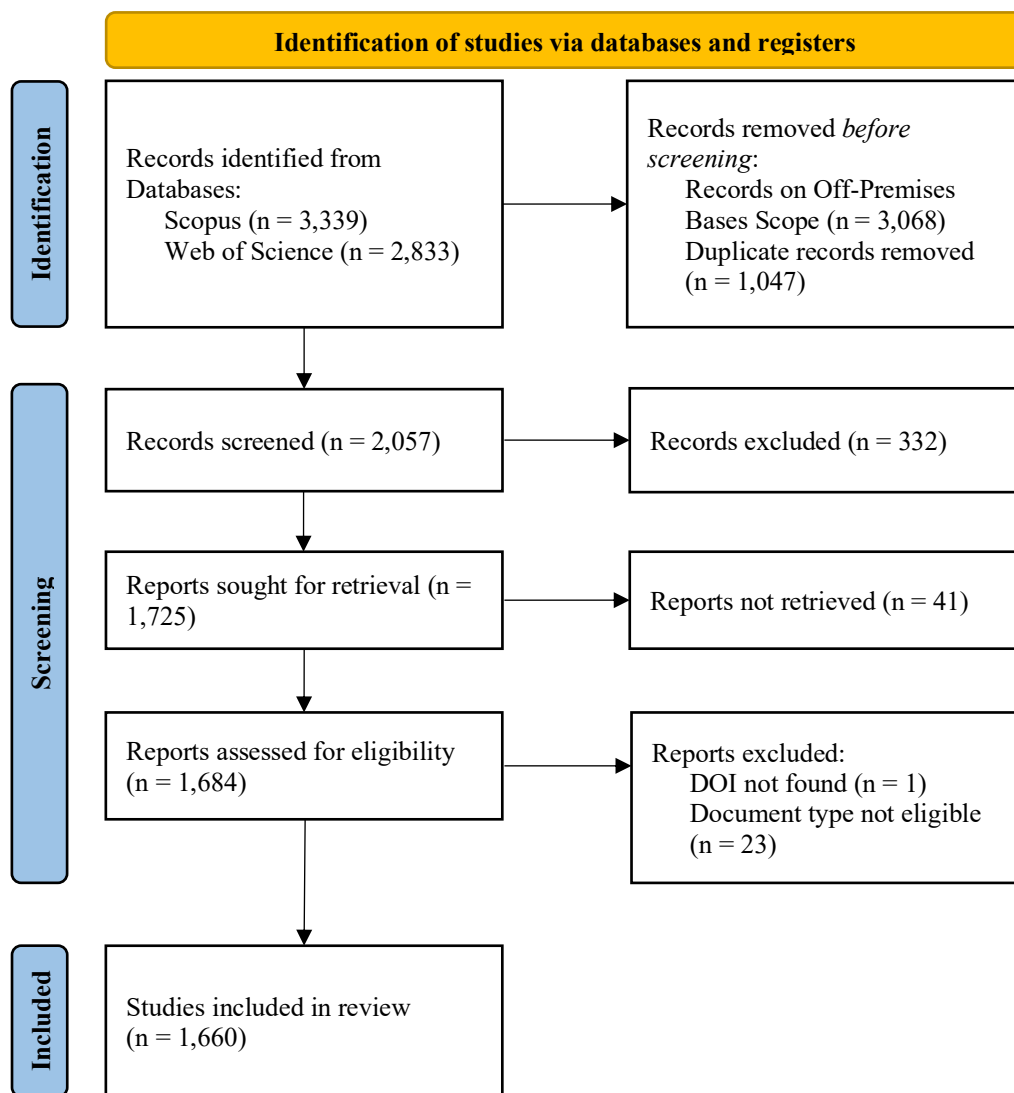 Identification of studies via databases and registers
Identification
Records identified from
Databases:
Scopus (n = 3,339)
Web of Science (n = 2,833)
Records removed before
screening:
Records on Off-Premises
Bases Scope (n = 3,068)
Duplicate records removed
(n = 1,047)
Screening
Records screened (n = 2,057)
Records excluded (n = 332)
Reports sought for retrieval (n =
1,725)
Reports not retrieved (n = 41)
Reports assessed for eligibility
(n = 1,684)
Reports excluded:
DOI not found (n = 1)
Document type not eligible
(n = 23)
Included
Studies included in review
(n = 1,660)